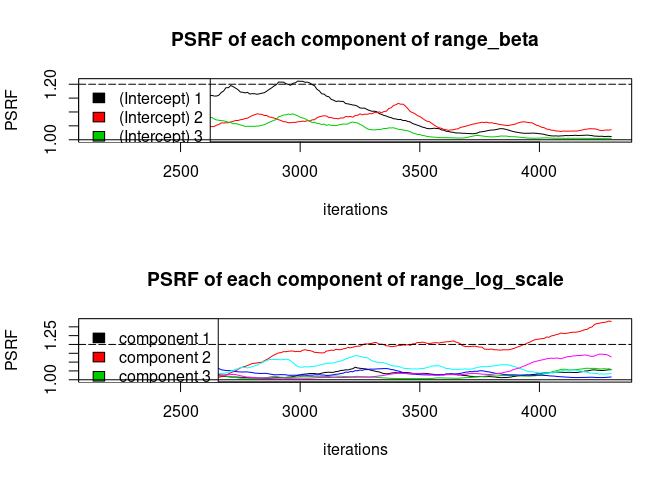 PSRF of each component of range_beta
PSRF
1.00 1.20
(Intercept) 1
(Intercept) 2
(Intercept) 3
2500 3000 3500 4000
iterations
PSRF of each component of range_log_scale
PSRF
1.00 1.25
component 1
component 2
component 3
2500 3000 3500 4000
iterations